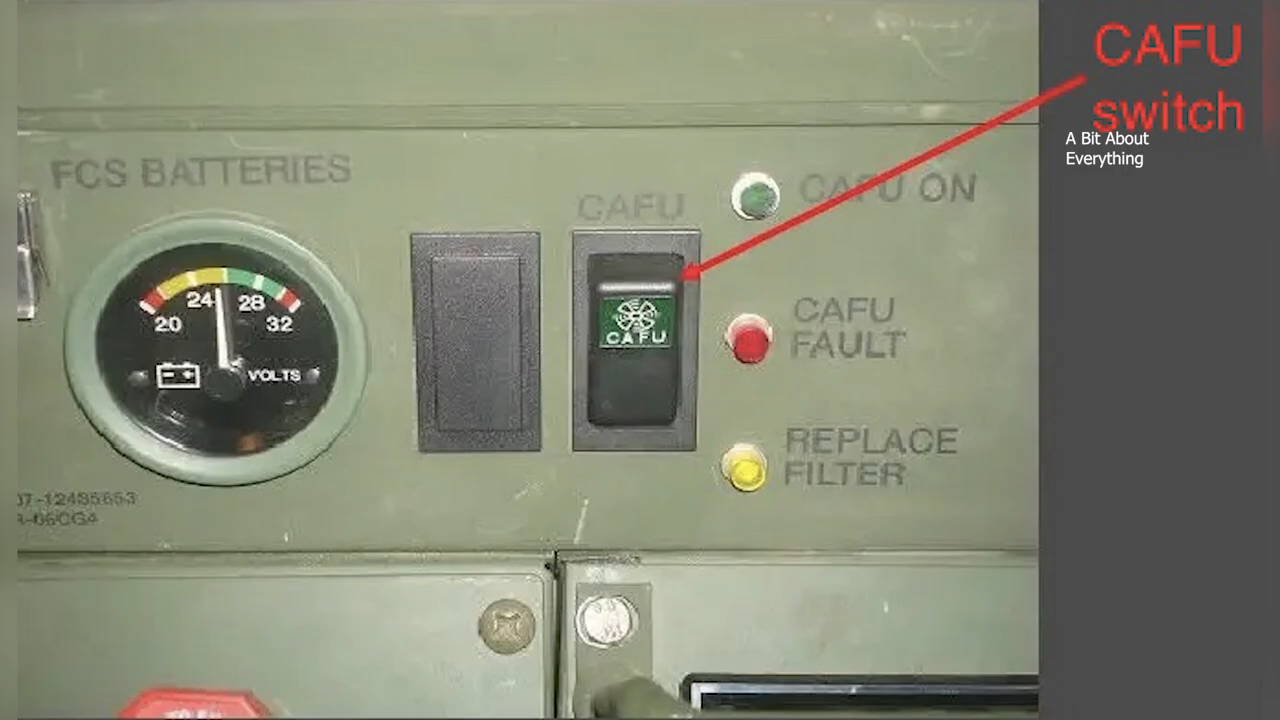 CAFU
switch
A Bit About
Everything
FCS BATTERIES
CAFU
CAFU ON
24
28
20
32
VOLTS
CAFU
CAFU
FAULT
REPLACE
FILTER